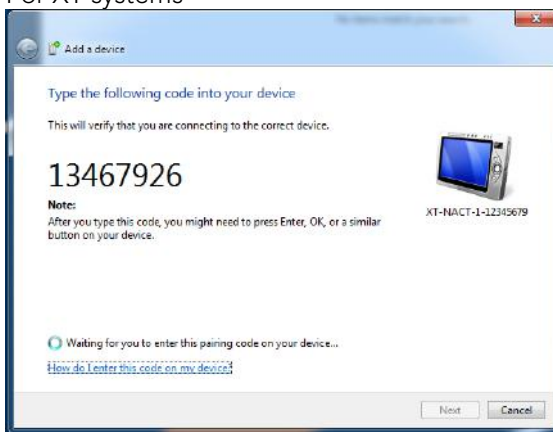 For XT systems
Add a device
Type the following code into your device
This will verify that you are connecting to the correct device.
13467926
Note:
After you type this code, you might need to press Enter, OK, or a similar
button on your device.
XT-NACT-1-12345679
Waiting for you to enter this pairing code on your device...
How do I enter this code on my device?
Next
Cancel